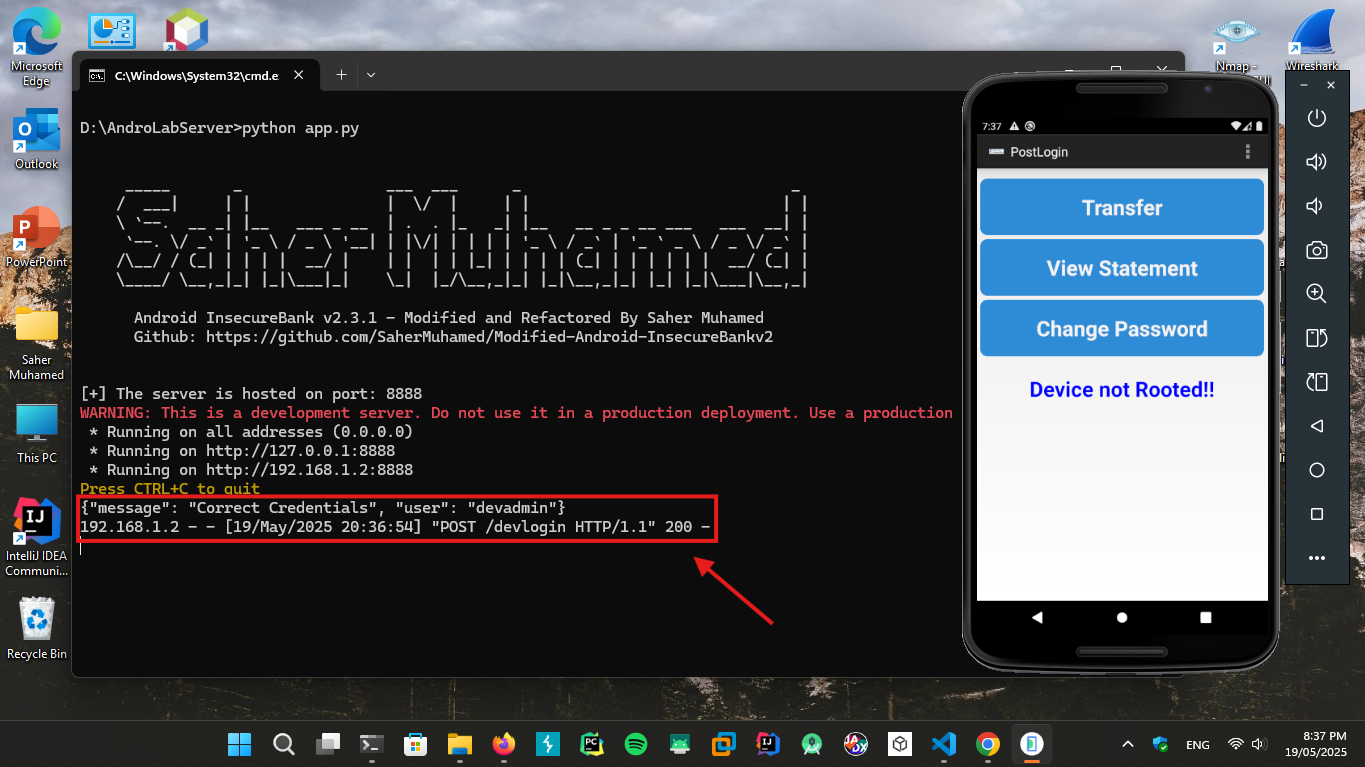 Microsoft
Edge
Outlook
PowerPoint
Saher
Muhamed
This PC
IntelliJ IDEA
Communi...
Recycle Bin
Nmap -
Wireshark
C:\Windows\System32\cmd.e
D:\AndroLabServer>python app.py
Saher Muhamed
Android InsecureBank v2.3.1 - Modified and Refactored By Saher Muhamed
Github: https://github.com/SaherMuhamed/Modified-Android-InsecureBankv2
[+] The server is hosted on port: 8888
WARNING: This is a development server. Do not use it in a production deployment. Use a production
* Running on all addresses (0.0.0.0)
* Running on http://127.0.0.1:8888
* Running on http://192.168.1.2:8888
Press CTRL+C to quit
{"message": "Correct Credentials", "user": "devadmin"}
192.168.1.2 - - [19/May/2025 20:36:54] "POST /devlogin HTTP/1.1" 200 -
7:37
PostLogin
Transfer
View Statement
Change Password
Device not Rooted!!
ENG
8:37 PM
19/05/2025